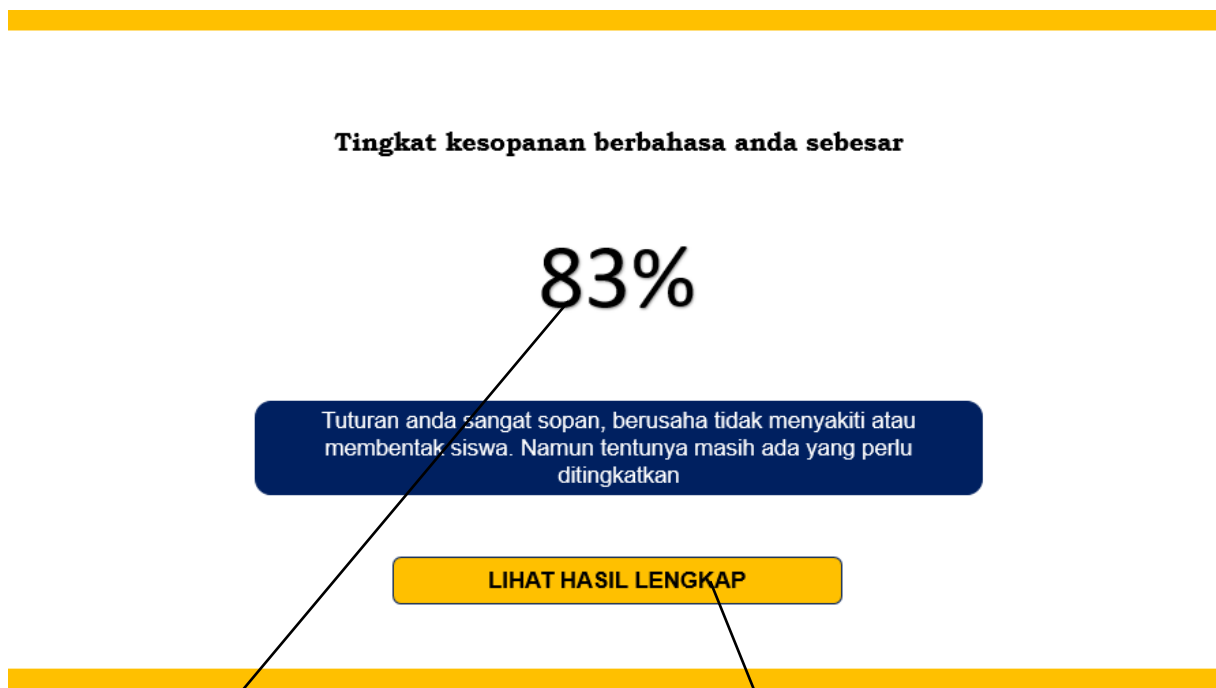 Tingkat kesopanan berbahasa anda sebesar
83%
Tuturan anda sangat sopan, berusaha tidak menyakiti atau
membentak siswa. Namun tentunya masih ada yang perlu
ditingkatkan
LIHAT HASIL LENGKAP